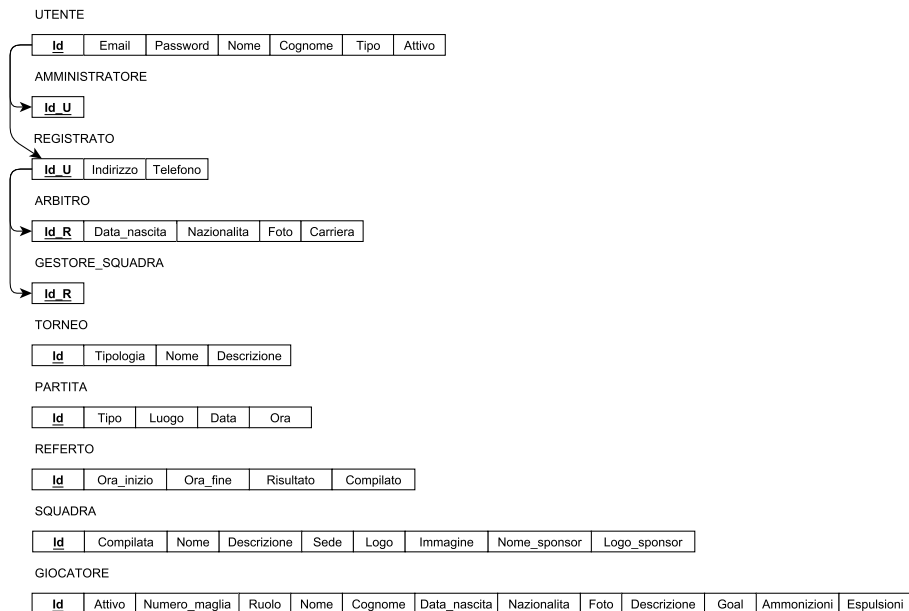 UTENTE
Id Email Password Nome Cognome Tipo Attivo
AMMINISTRATORE
Id_U
REGISTRATO
Id_U Indirizzo Telefono
ARBITRO
Id_R Data_nascita Nazionalita Foto Carriera
GESTORE_SQUADRA
Id_R
TORNEO
Id Tipologia Nome Descrizione
PARTITA
Id Tipo Luogo Data Ora
REFERTO
Id Ora_inizio Ora_fine Risultato Compilato
SQUADRA
Id Compilata Nome Descrizione Sede Logo Immagine Nome_sponsor Logo_sponsor
GIOCATORE
Id Attivo Numero_maglia Ruolo Nome Cognome Data_nascita Nazionalita Foto Descrizione Goal Ammonizioni Espulsioni